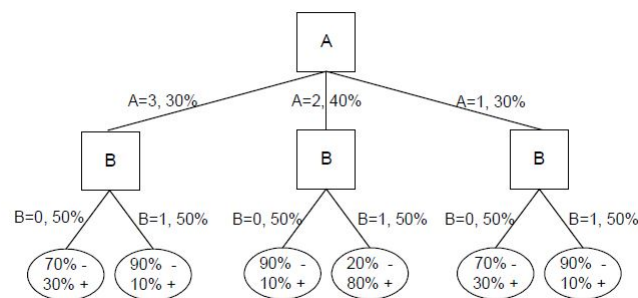 A
A=3, 30%
A=2, 40%
A=1, 30%
B
B
B
B=0, 50%
B=1, 50%
B=0, 50%
B=1, 50%
B=0, 50%
B=1, 50%
70% -
30% +
90% -
10% +
90% -
10% +
20% -
80% +
70% -
30% +
90% -
10% +